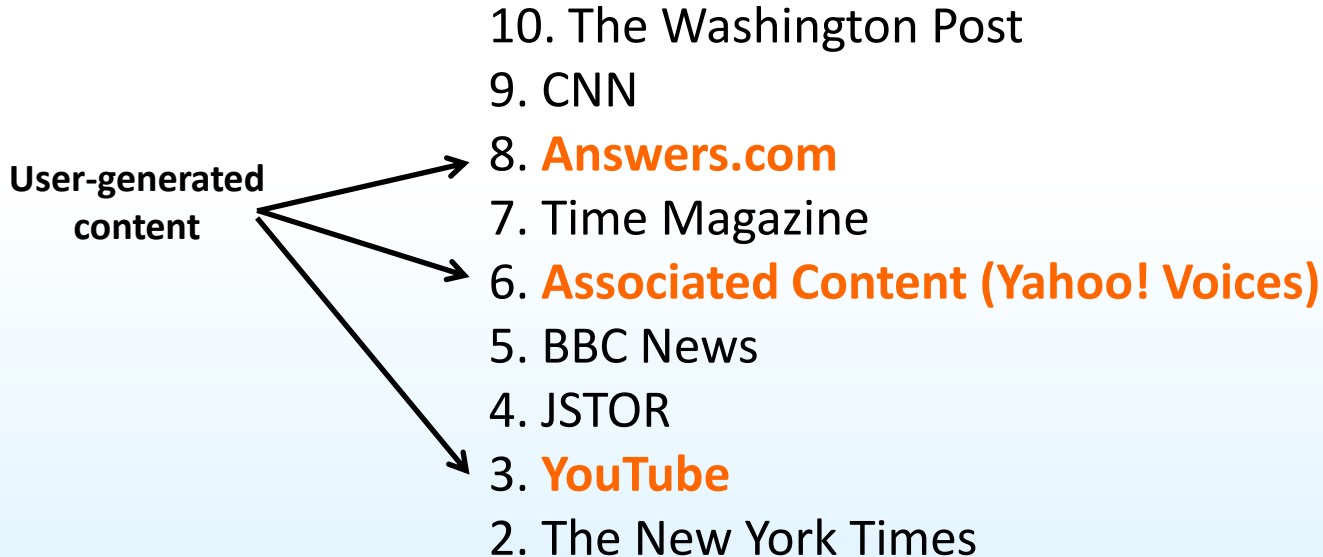 10. The Washington Post
9. CNN
8. Answers.com
User-generated
content
7. Time Magazine
6. Associated Content (Yahoo! Voices)
5. BBC News
4. JSTOR
3. YouTube
2. The New York Times